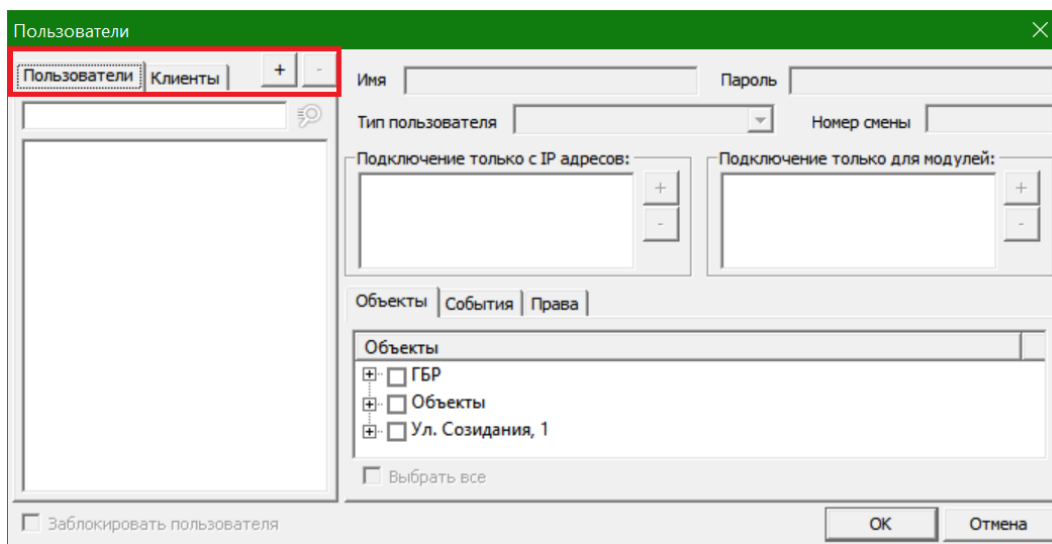 Пользователи
Пользователи Клиенты + -
Имя Пароль
Тип пользователя Номер смены
Подключение только с IP адресов: Подключение только для модулей:
+ +
- -
Объекты События Права
Объекты
ГБР
Объекты
Ул. Созидания, 1
Выбрать все
Заблокировать пользователя OK Отмена